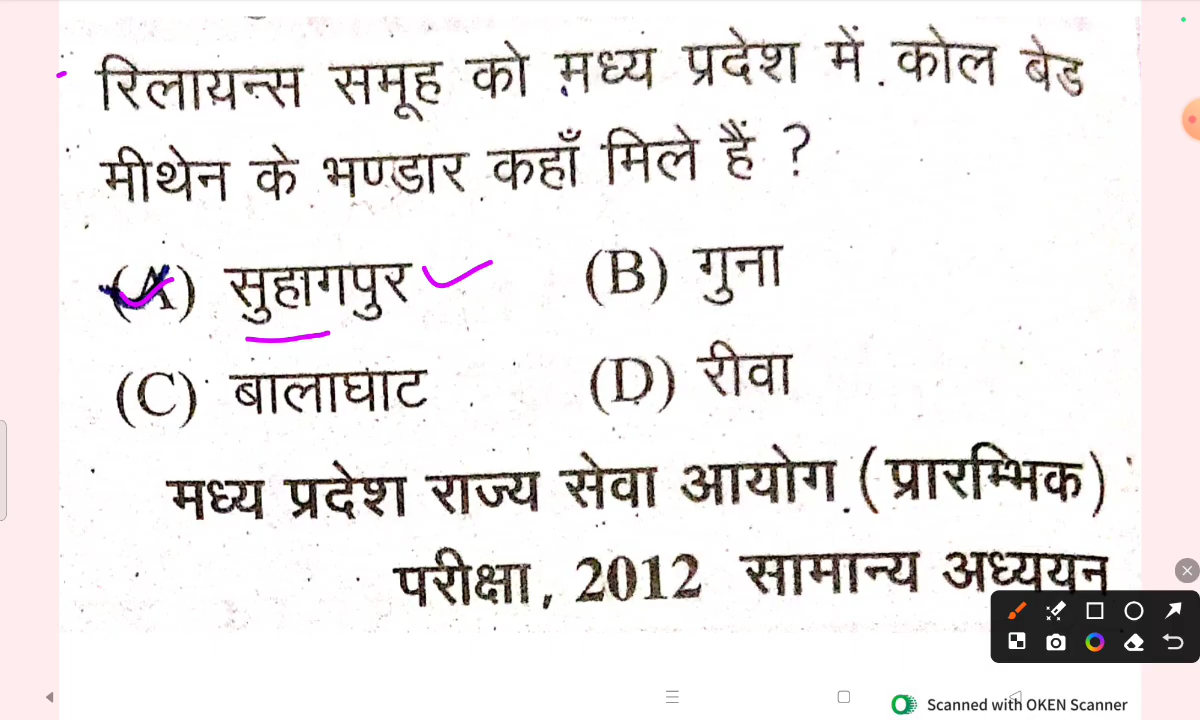 रिलायन्स समूह को मध्य प्रदेश में कोल बेड
मीथेन के भण्डार कहाँ मिले हैं ?
(A) सुहागपुर (B) गुना
(C) बालाघाट (D) रीवा
मध्य प्रदेश राज्य सेवा आयोग (प्रारम्भिक)
परीक्षा, 2012 सामान्य अध्ययन
Scanned with OKEN Scanner